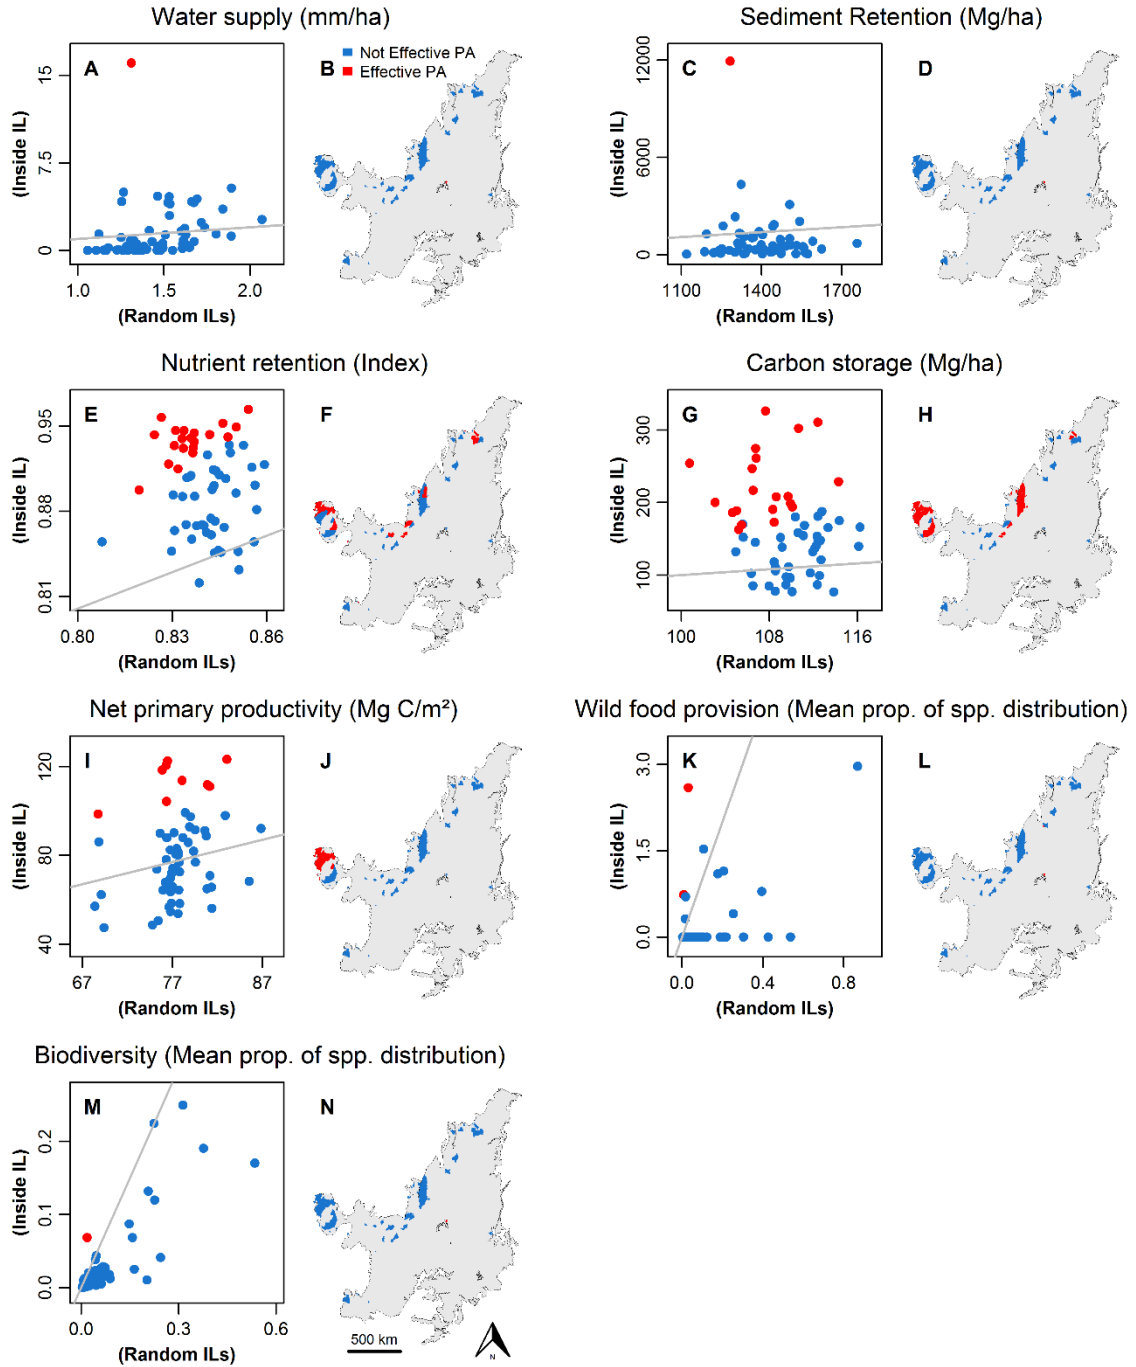 Water supply (mm/ha)
Sediment Retention (Mg/ha)
A
B
Not Effective PA
Effective PA
C
D
(Inside IL)
15
7.5
0
1.0
1.5
2.0
(Random ILs)
(Inside IL)
12000
6000
0
1100
1400
1700
(Random ILs)
Nutrient retention (Index)
Carbon storage (Mg/ha)
E
F
G
H
(Inside IL)
0.95
0.88
0.81
0.80
0.83
0.86
(Random ILs)
(Inside IL)
300
200
100
100
108
116
(Random ILs)
Net primary productivity (Mg C/m²)
Wild food provision (Mean prop. of spp. distribution)
I
J
K
L
(Inside IL)
120
80
40
67
77
87
(Random ILs)
(Inside IL)
3.0
1.5
0.0
0.0
0.4
0.8
(Random ILs)
Biodiversity (Mean prop. of spp. distribution)
M
N
(Inside IL)
0.2
0.1
0.0
0.0
0.3
0.6
(Random ILs)
500 km
N